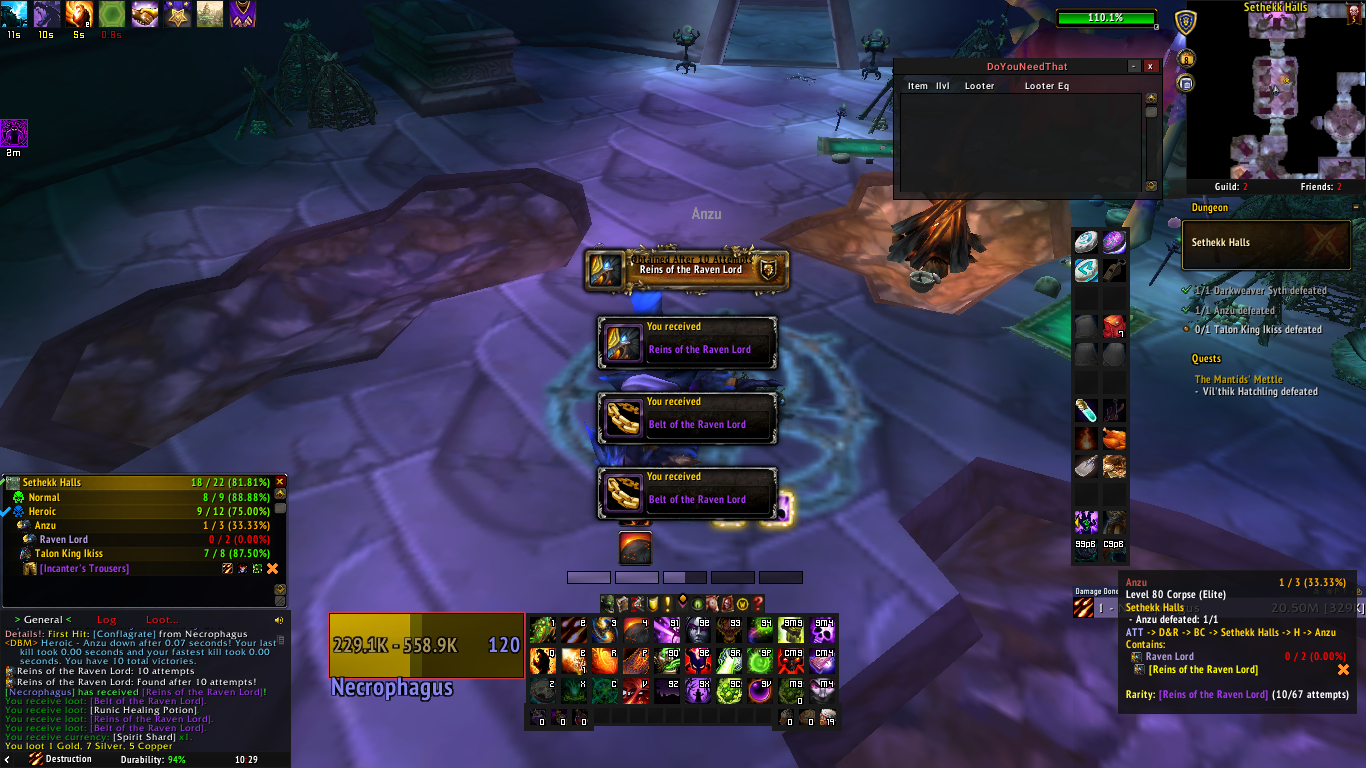 11s
10s
5s
0.8s
2m
110.1%
Sethekk Halls
5
DoYouNeedThat
-
x
Item Ilvl Looter Looter Eq
Guild: 2
Friends: 2
Dungeon
Sethekk Halls
1/1 Darkweaver Syth defeated
1/1 Anzu defeated
0/1 Talon King Ikiss defeated
Quests
The Mantids' Mettle
- Vil'thik Hatchling defeated
Anzu
Obtained After 10 Attempts
Reins of the Raven Lord
You received
Reins of the Raven Lord
You received
Belt of the Raven Lord
You received
Belt of the Raven Lord
7
99p6
C9p6
Sethekk Halls 18 / 22 (81.81%)
Normal 8 / 9 (88.88%)
Heroic 9 / 12 (75.00%)
Anzu 1 / 3 (33.33%)
Raven Lord 0 / 2 (0.00%)
Talon King Ikiss 7 / 8 (87.50%)
[Incanter's Trousers]
> General <
Log
Loot...
Details!: First Hit: [Conflagrate] from Necrophagus
<DBM> Heroic - Anzu down after 0.07 seconds! Your last
kill took 0.00 seconds and your fastest kill took 0.00
seconds. You have 10 total victories.
Reins of the Raven Lord: 10 attempts
Reins of the Raven Lord: Found after 10 attempts!
[Necrophagus] has received [Reins of the Raven Lord]!
You receive loot: [Belt of the Raven Lord].
You receive loot: [Runic Healing Potion].
You receive loot: [Reins of the Raven Lord].
You receive loot: [Belt of the Raven Lord].
You receive currency: [Spirit Shard] x1.
You loot 1 Gold, 7 Silver, 5 Copper
Destruction
Durability: 94%
10:29
229.1K - 558.9K
120
Necrophagus
Damage Done
1 -
20.50M [329K
Anzu 1 / 3 (33.33%)
Level 80 Corpse (Elite)
Sethekk Halls
- Anzu defeated: 1/1
ATT -> D&R -> BC -> Sethekk Halls -> H -> Anzu
Contains:
Raven Lord 0 / 2 (0.00%)
[Reins of the Raven Lord]
Rarity: [Reins of the Raven Lord] (10/67 attempts)